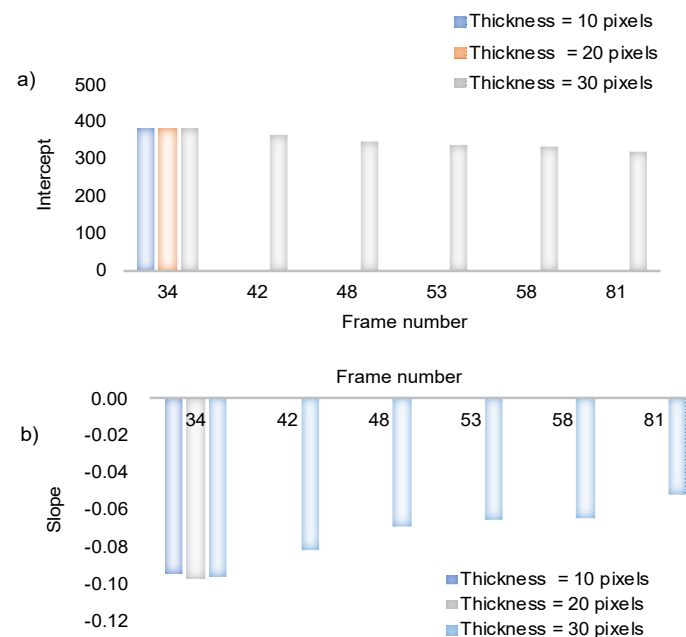 Thickness = 10 pixels
Thickness = 20 pixels
Thickness = 30 pixels
a)
500
400
300
200
100
0
Intercept
34 42 48 53 58 81
Frame number
Frame number
0.00
-0.02
-0.04
-0.06
-0.08
-0.10
-0.12
34 42 48 53 58 81
b)
Slope
Thickness = 10 pixels
Thickness = 20 pixels
Thickness = 30 pixels